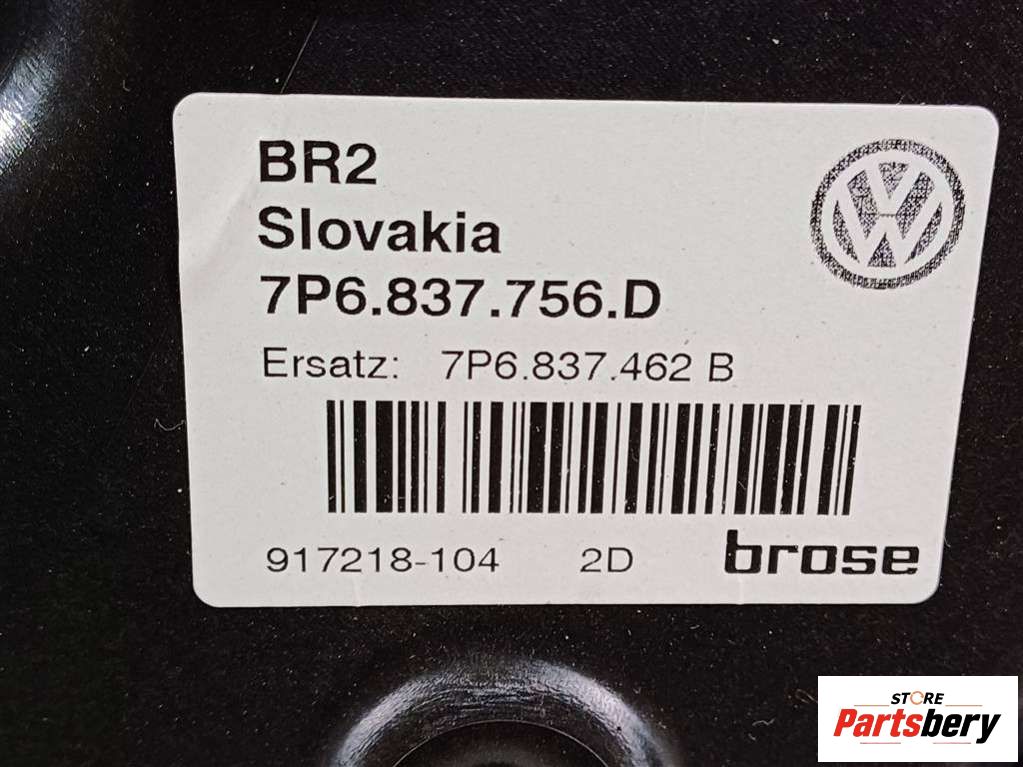 BR2
Slovakia
7P6.837.756.D
Ersatz: 7P6.837.462 B
917218-104 2D brose
STORE
Partsbery